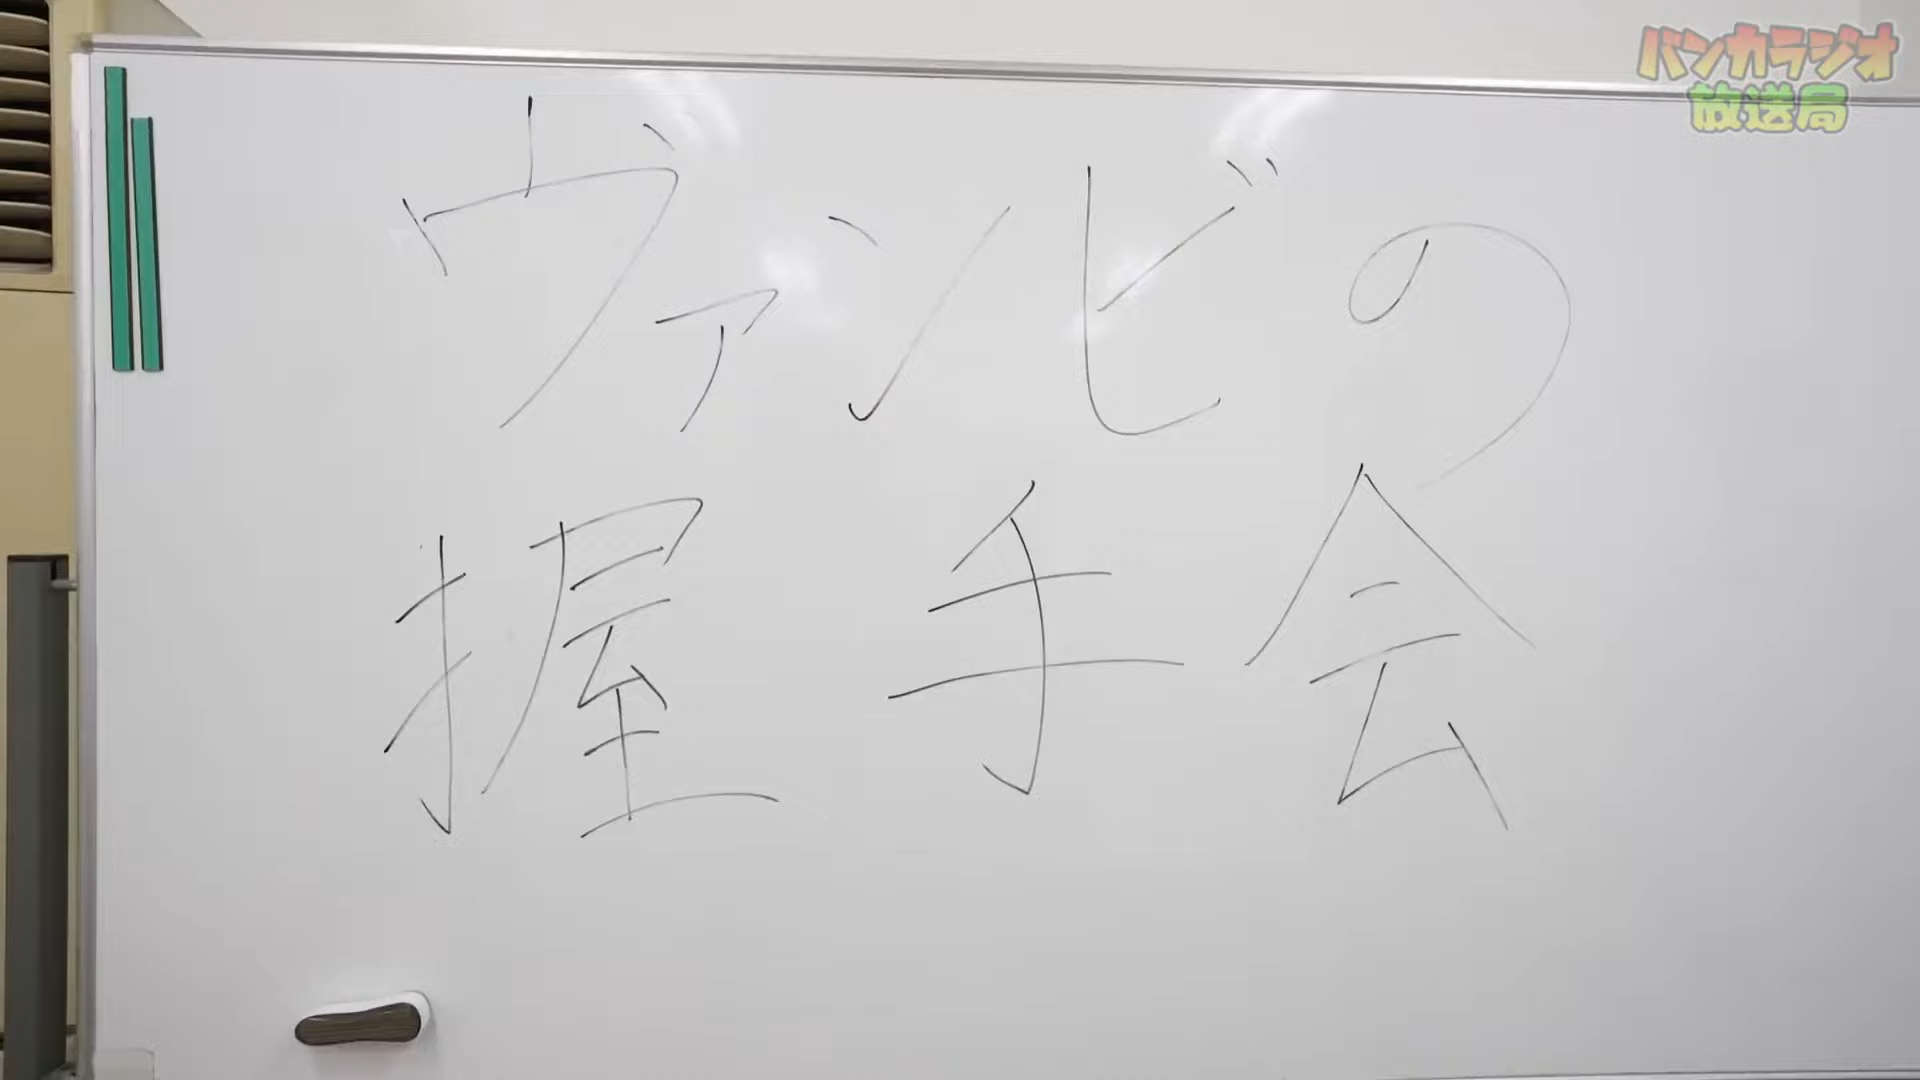 バンカラジオ
放送局
ヴァンビの
握手会